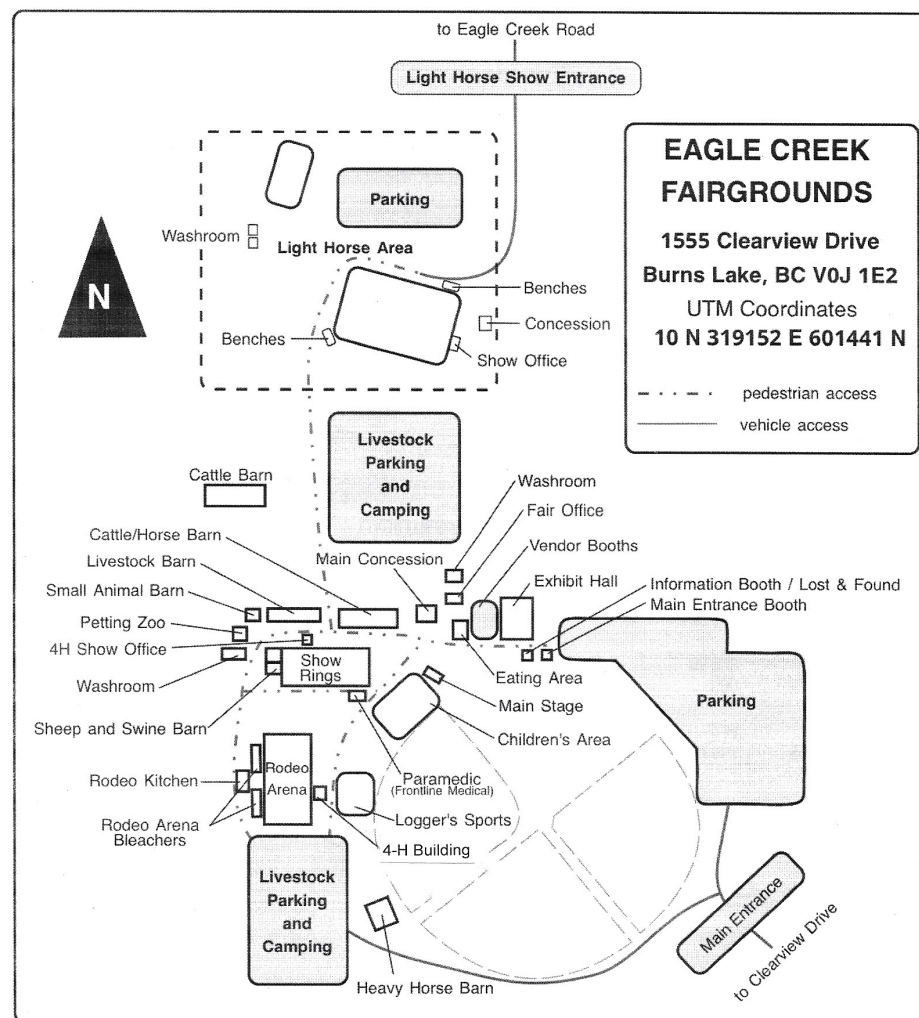 to Eagle Creek Road
Light Horse Show Entrance
EAGLE CREEK
FAIRGROUNDS
1555 Clearview Drive
Burns Lake, BC V0J 1E2
UTM Coordinates
10 N 319152 E 601441 N
pedestrian access
vehicle access
N
Parking
Washroom
Light Horse Area
Benches
Concession
Benches
Show Office
Livestock
Parking
and
Camping
Cattle Barn
Washroom
Fair Office
Cattle/Horse Barn
Main Concession
Vendor Booths
Livestock Barn
Exhibit Hall
Information Booth / Lost & Found
Small Animal Barn
Main Entrance Booth
Petting Zoo
4H Show Office
Show
Rings
Washroom
Eating Area
Main Stage
Parking
Sheep and Swine Barn
Children's Area
Rodeo
Arena
Rodeo Kitchen
Paramedic
(Frontline Medical)
Rodeo Arena
Bleachers
Logger's Sports
4-H Building
Livestock
Parking
and
Camping
Main Entrance
to Clearview Drive
Heavy Horse Barn